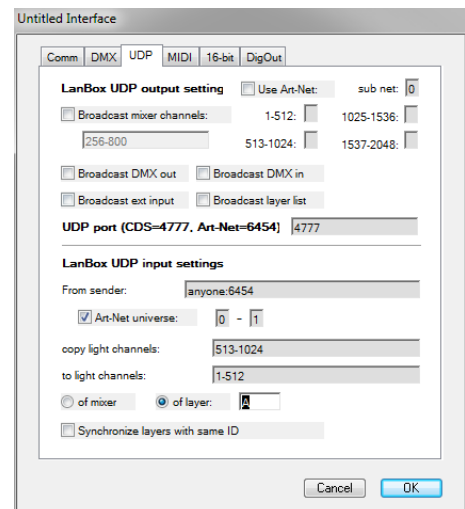 Untitled Interface
Comm DMX UDP MIDI 16-bit DigOut
LanBox UDP output setting Use Art-Net: sub net: 0
Broadcast mixer channels: 1-512: 1025-1536:
256-800 513-1024: 1537-2048:
Broadcast DMX out Broadcast DMX in
Broadcast ext input Broadcast layer list
UDP port (CDS=4777, Art-Net=6454) 4777
LanBox UDP input settings
From sender: anyone:6454
Art-Net universe: 0 - 1
copy light channels: 513-1024
to light channels: 1-512
of mixer of layer: A
Synchronize layers with same ID
Cancel OK